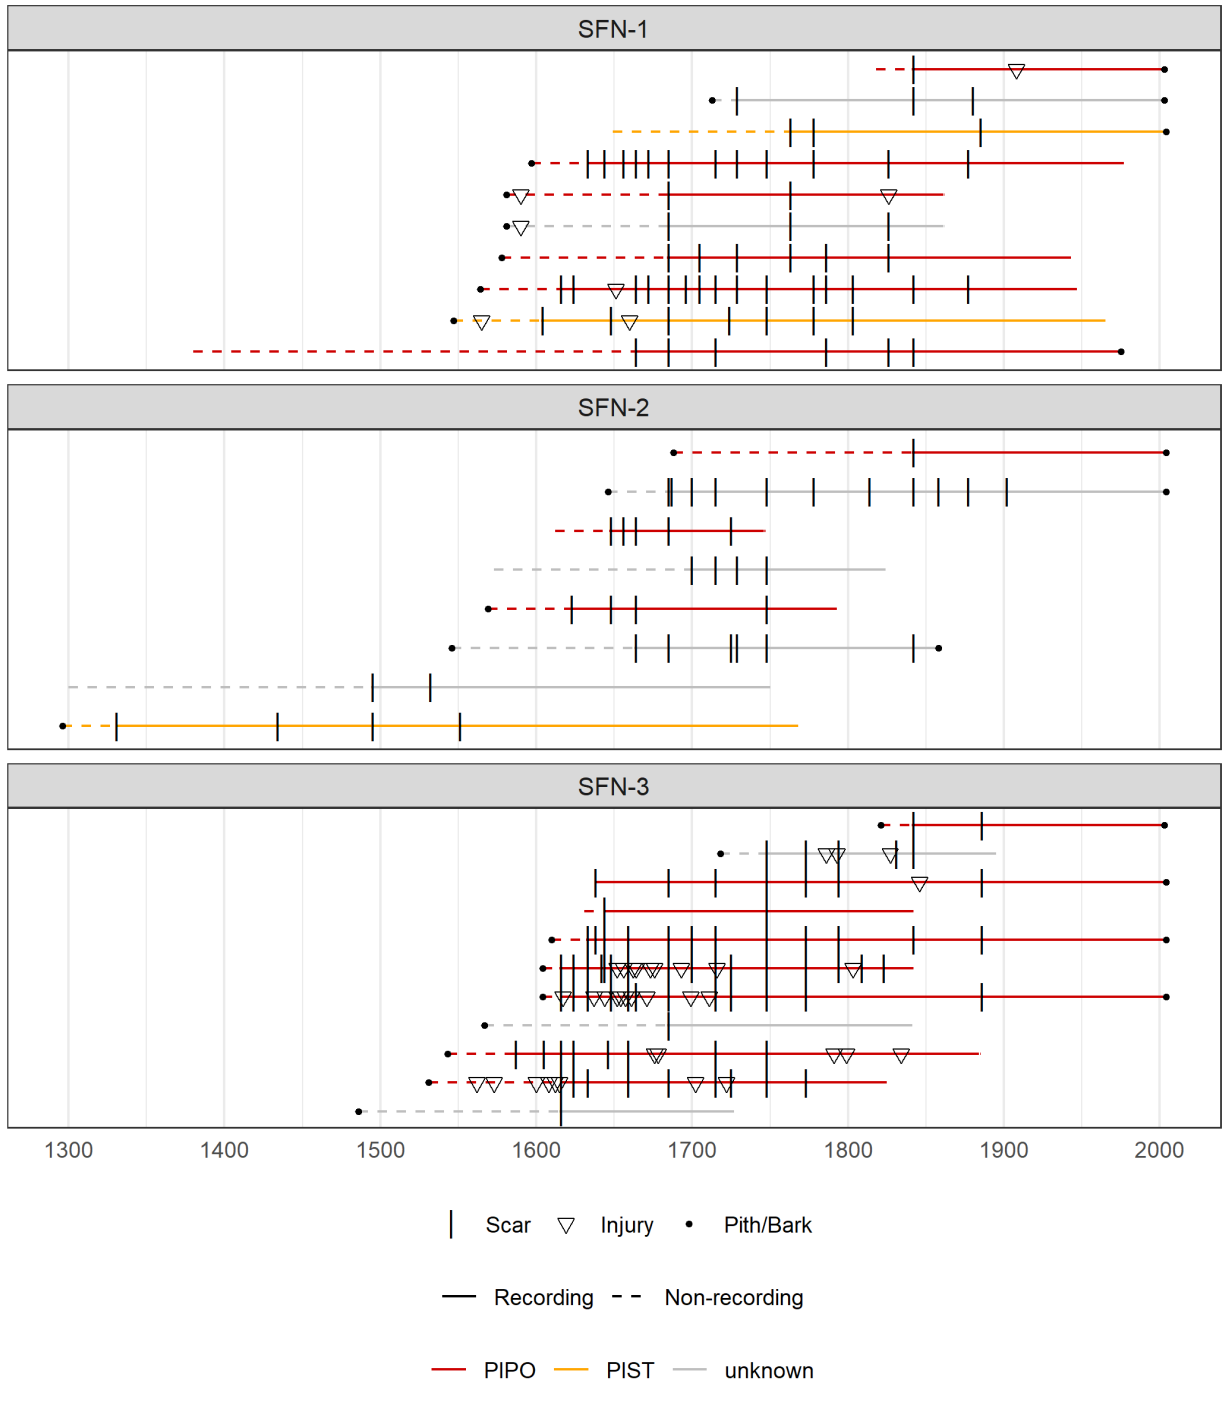 SFN-1
SFN-2
SFN-3
1300 1400 1500 1600 1700 1800 1900 2000
Scar Injury Pith/Bark
Recording Non-recording
PIPO PIST unknown